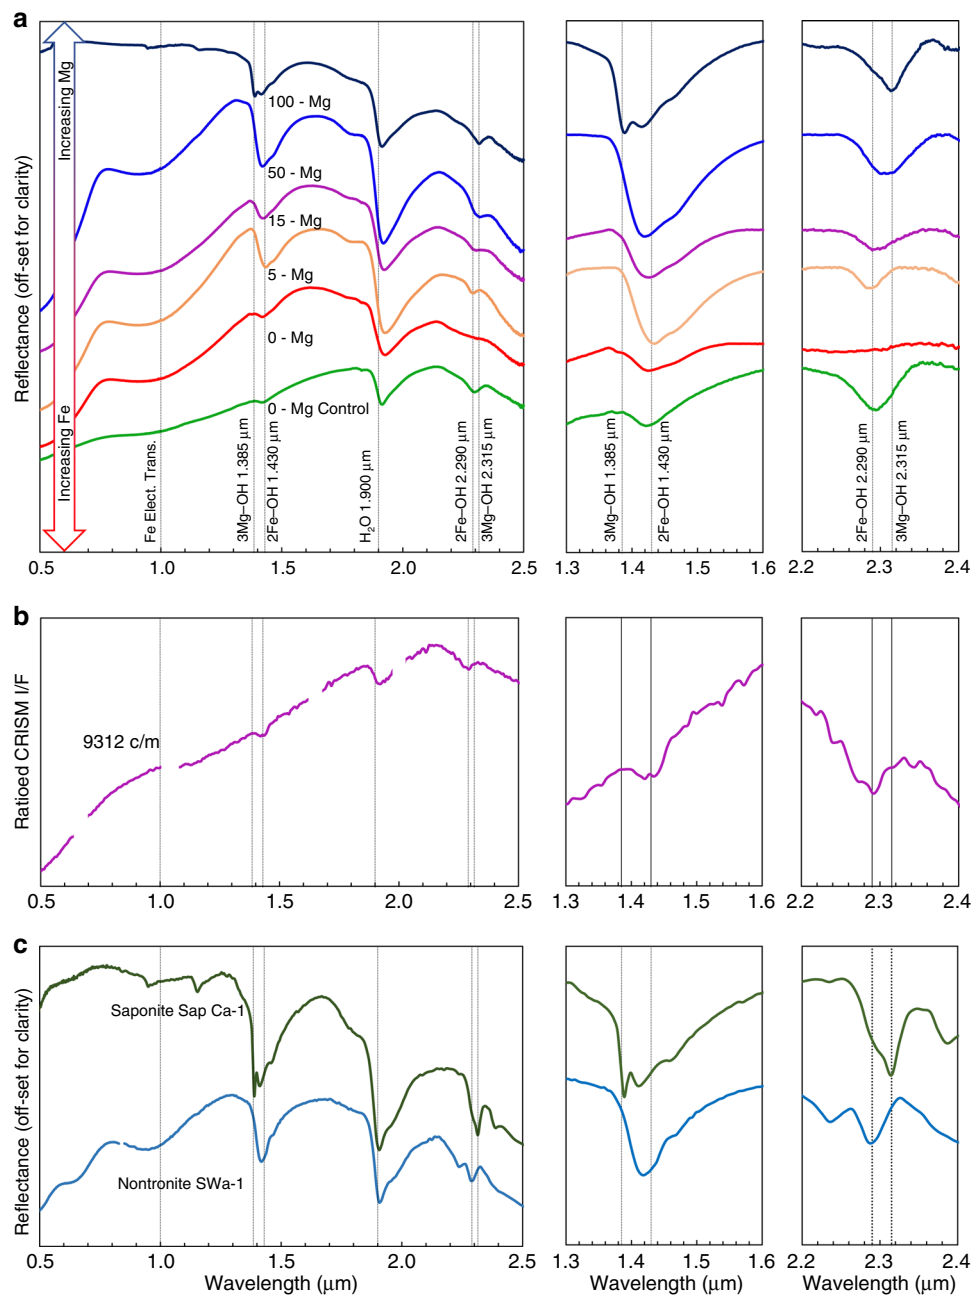 a
Reflectance (off-set for clarity)
Increasing Mg
Increasing Fe
100 - Mg
50 - Mg
15 - Mg
5 - Mg
0 - Mg
0 - Mg Control
Fe Elect. Trans.
3Mg–OH 1.385 μm
2Fe–OH 1.430 μm
H₂O 1.900 μm
2Fe–OH 2.290 μm
3Mg–OH 2.315 μm
0.5 1.0 1.5 2.0 2.5
3Mg–OH 1.385 μm
2Fe–OH 1.430 μm
1.3 1.4 1.5 1.6
2Fe–OH 2.290 μm
3Mg–OH 2.315 μm
2.2 2.3 2.4
b
Ratioed CRISM I/F
9312 c/m
0.5 1.0 1.5 2.0 2.5
1.3 1.4 1.5 1.6
2.2 2.3 2.4
c
Reflectance (off-set for clarity)
Saponite Sap Ca-1
Nontronite SWa-1
0.5 1.0 1.5 2.0 2.5
1.3 1.4 1.5 1.6
2.2 2.3 2.4
Wavelength (μm)
Wavelength (μm)
Wavelength (μm)